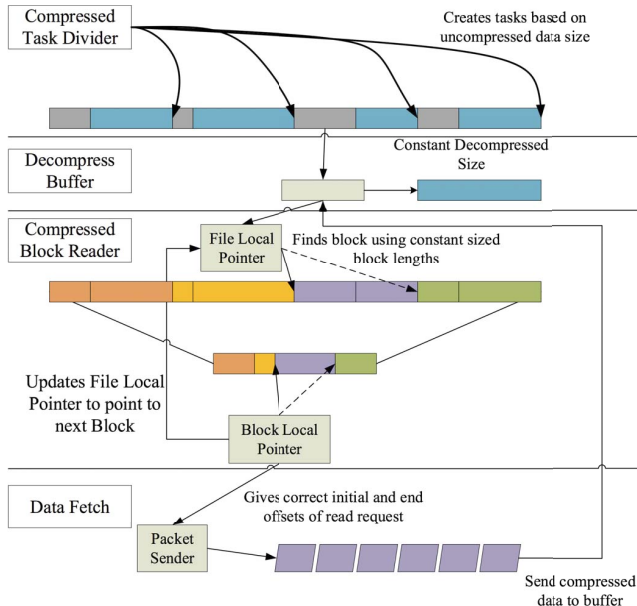 Compressed
Task Divider
Creates tasks based on
uncompressed data size
Decompress
Buffer
Constant Decompressed
Size
Compressed
Block Reader
File Local
Pointer
Finds block using constant sized
block lengths
Updates File Local
Pointer to point to
next Block
Block Local
Pointer
Data Fetch
Gives correct initial and end
offsets of read request
Packet
Sender
Send compressed
data to buffer